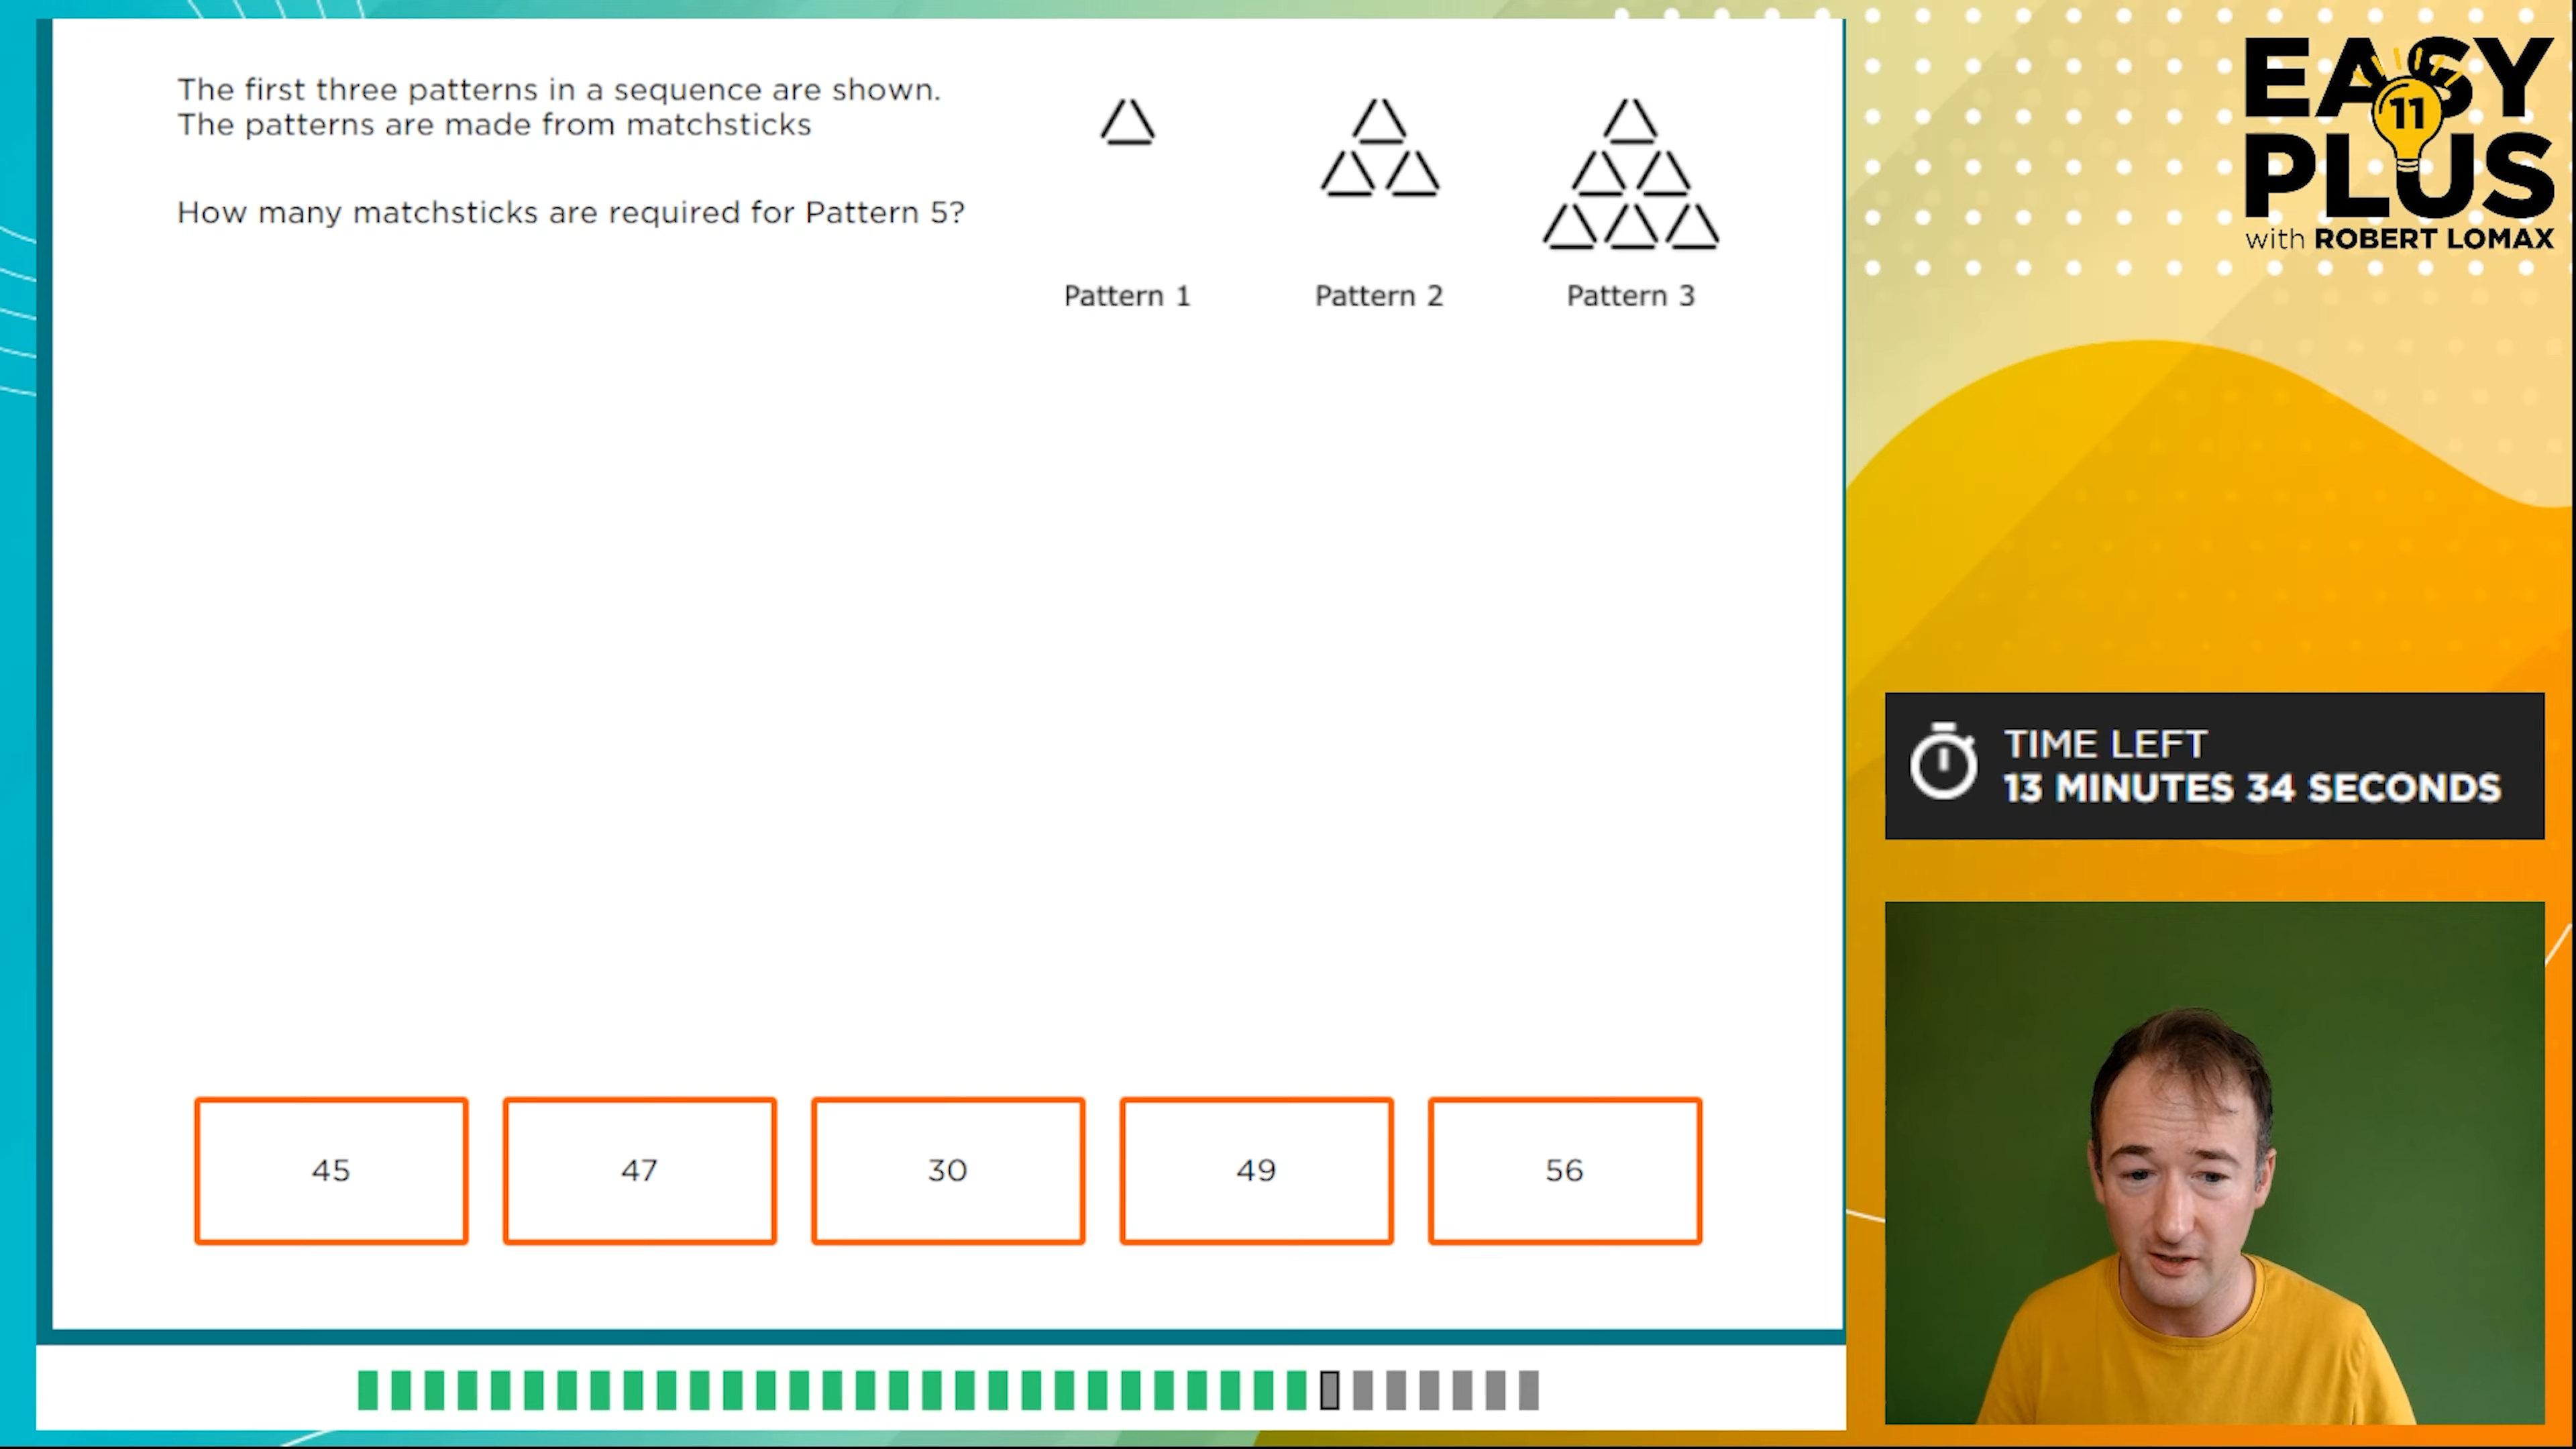 The first three patterns in a sequence are shown.
The patterns are made from matchsticks
How many matchsticks are required for Pattern 5?
Pattern 1
Pattern 2
Pattern 3
45
47
30
49
56
EASY
11
PLUS
with ROBERT LOMAX
TIME LEFT
13 MINUTES 34 SECONDS